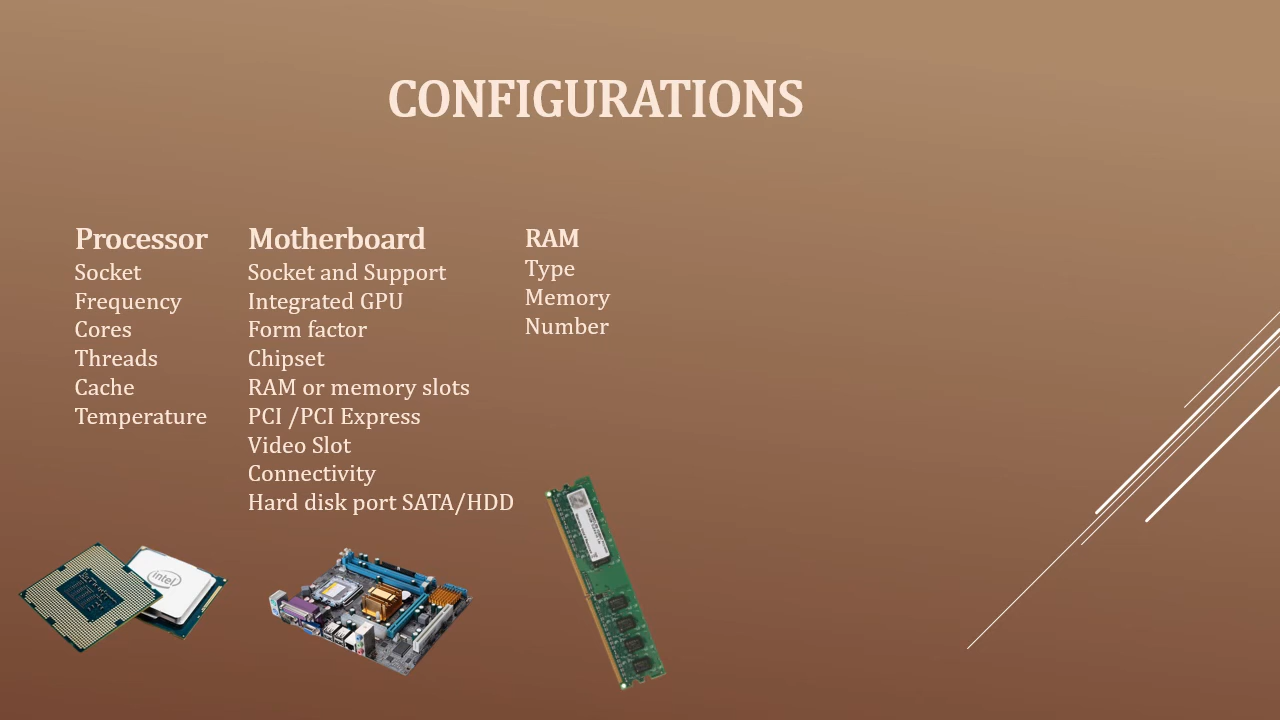 CONFIGURATIONS
Processor
Socket
Frequency
Cores
Threads
Cache
Temperature
Motherboard
Socket and Support
Integrated GPU
Form factor
Chipset
RAM or memory slots
PCI /PCI Express
Video Slot
Connectivity
Hard disk port SATA/HDD
RAM
Type
Memory
Number
intel